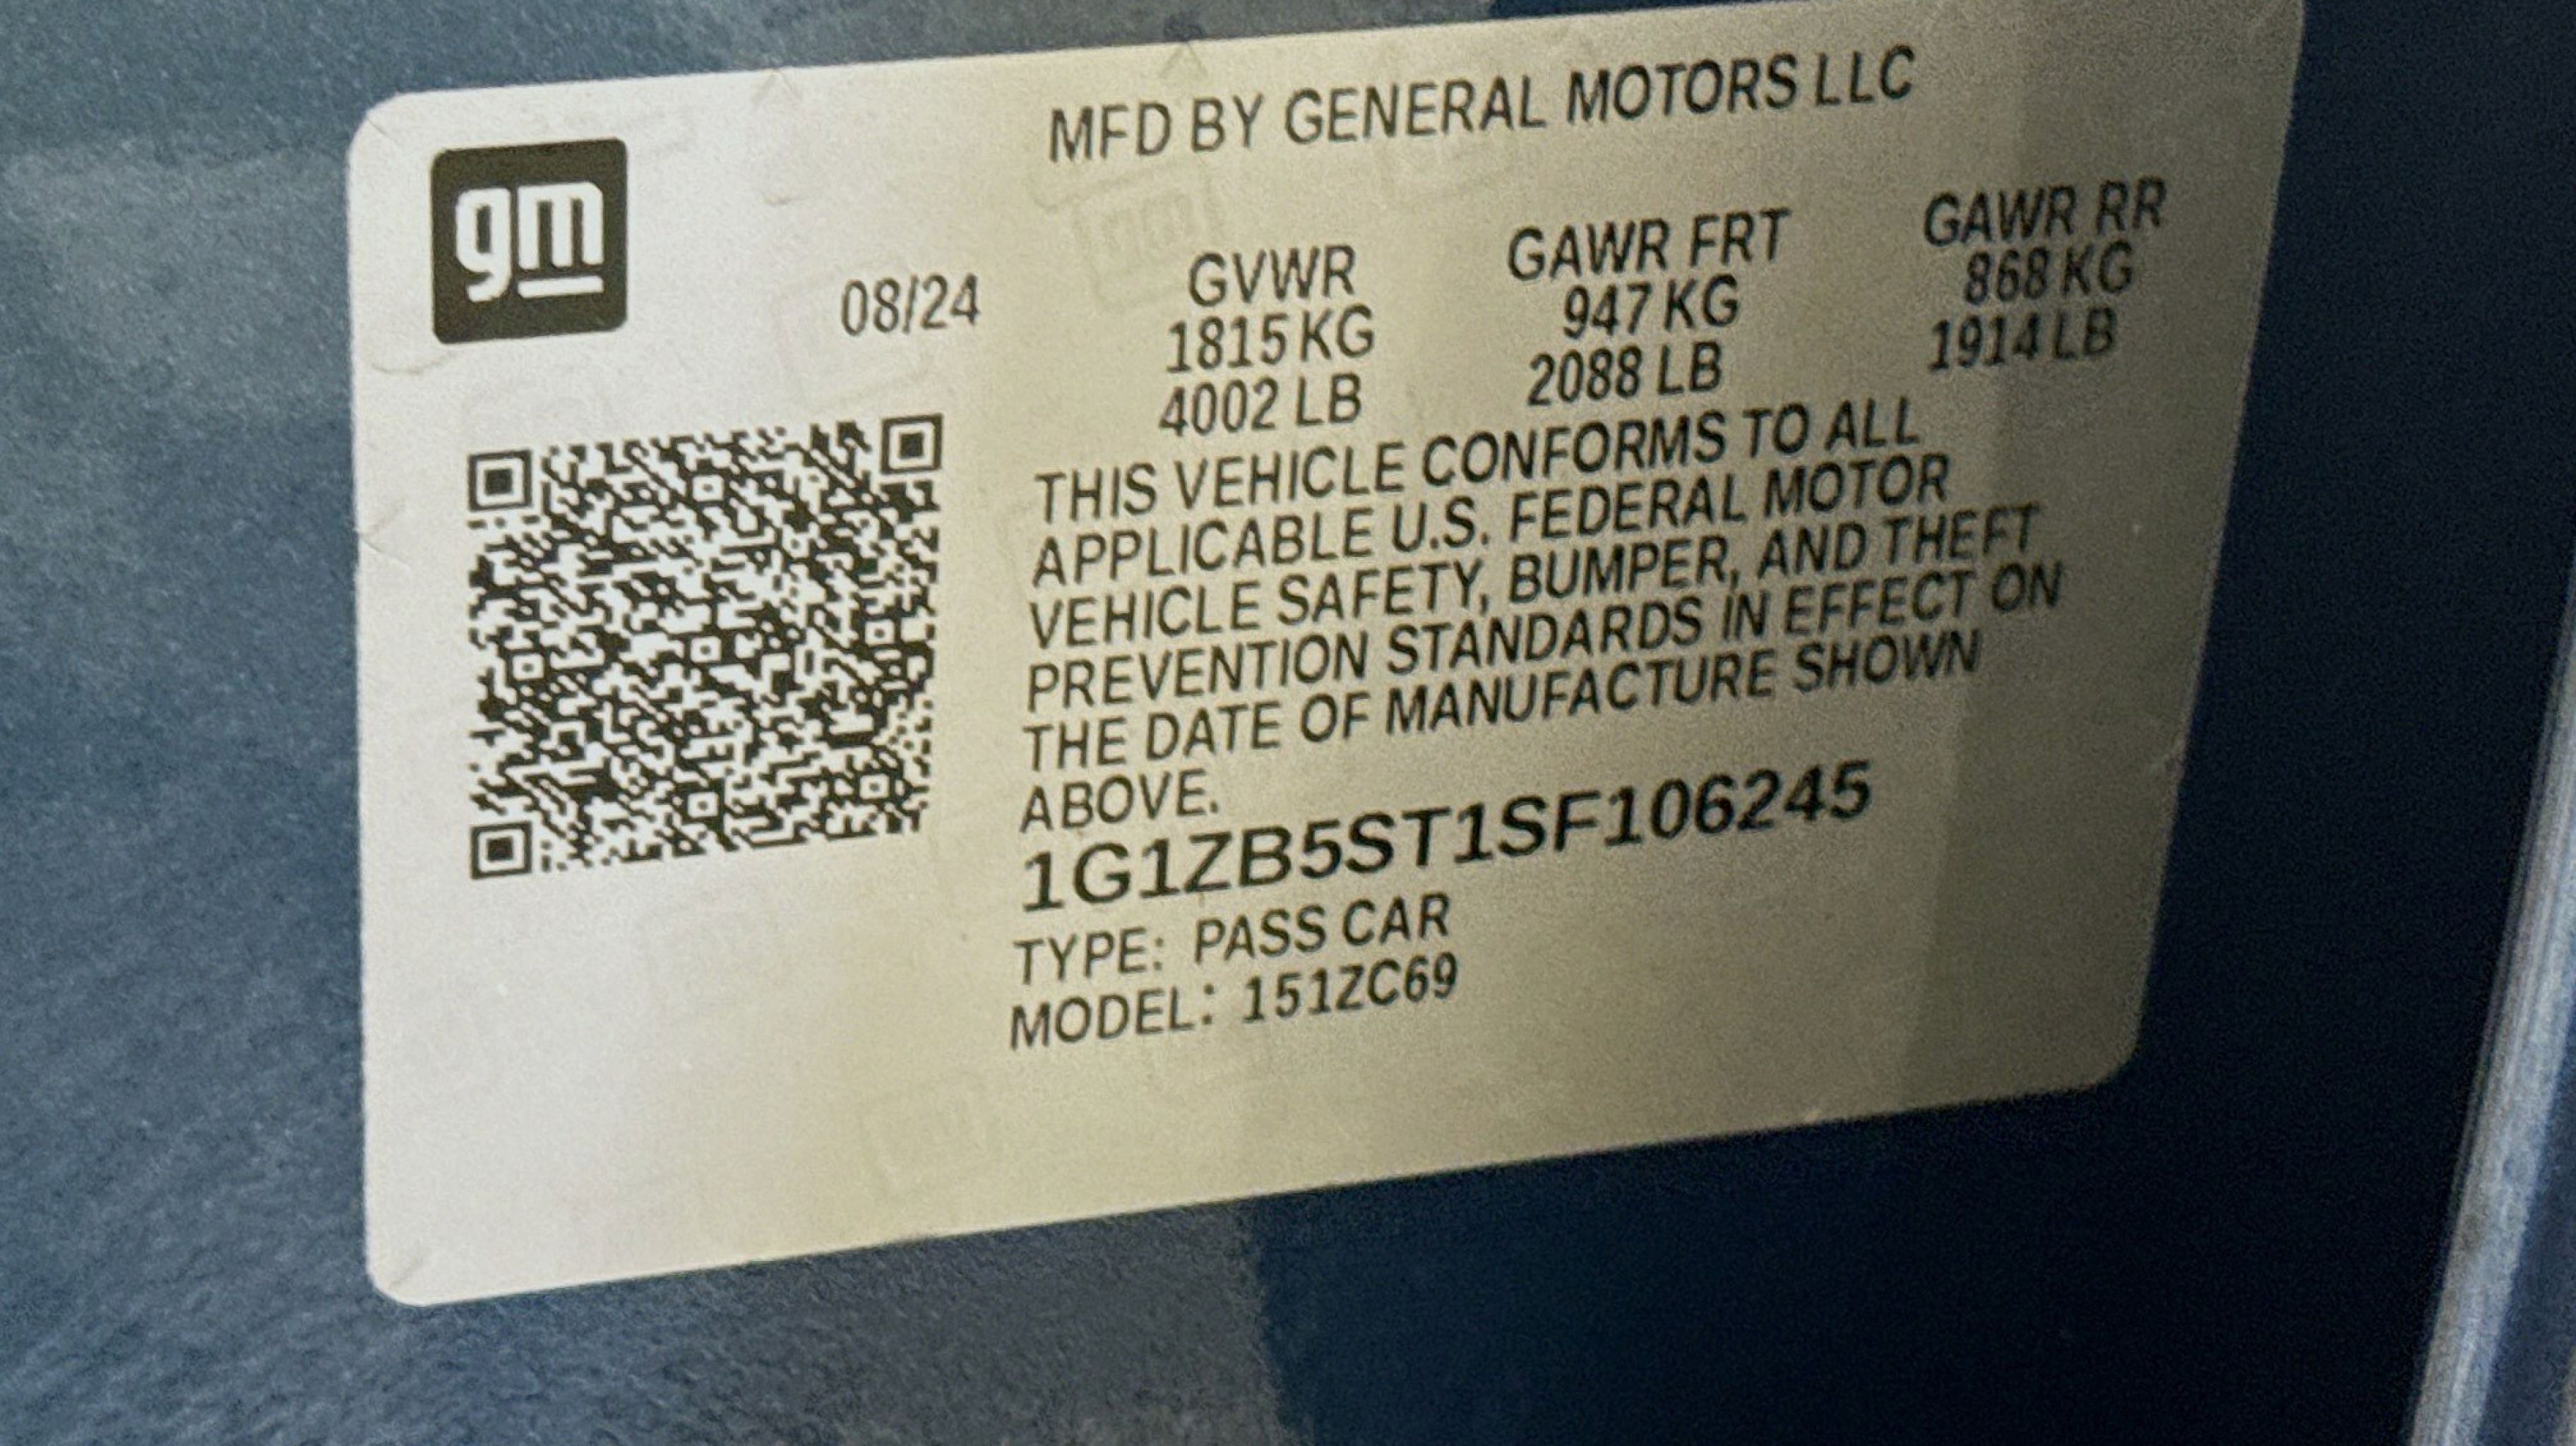 gm
MFD BY GENERAL MOTORS LLC
08/24
GVWR GAWR FRT GAWR RR
1815 KG 947 KG 868 KG
4002 LB 2088 LB 1914 LB
THIS VEHICLE CONFORMS TO ALL
APPLICABLE U.S. FEDERAL MOTOR
VEHICLE SAFETY, BUMPER, AND THEFT
PREVENTION STANDARDS IN EFFECT ON
THE DATE OF MANUFACTURE SHOWN
ABOVE.
1G1ZB5ST1SF106245
TYPE: PASS CAR
MODEL: 151ZC69